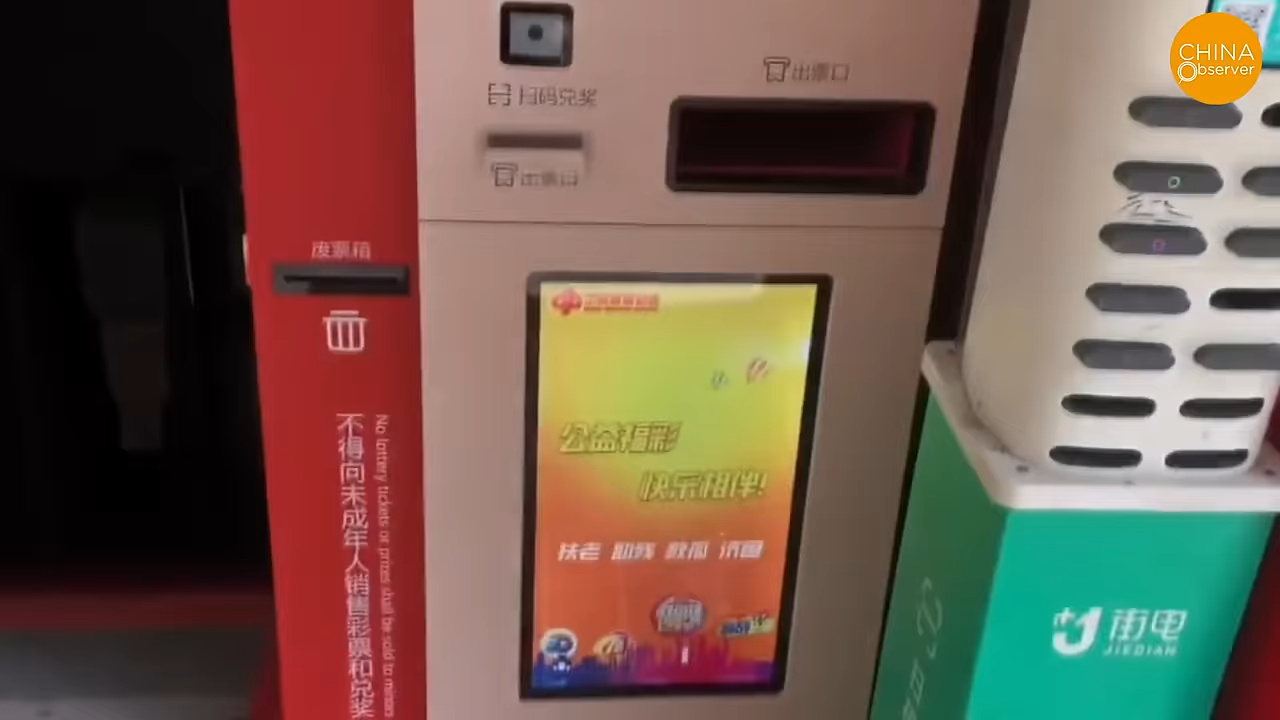 CHINA
Observer
出票口
扫码兑奖
出票口
废票箱
No lottery tickets or prizes shall be sold to minors
不得向未成年人销售彩票和兑奖
公益福彩
快乐相伴!
扶老 助残 救孤 济困
街电
JIEDIAN